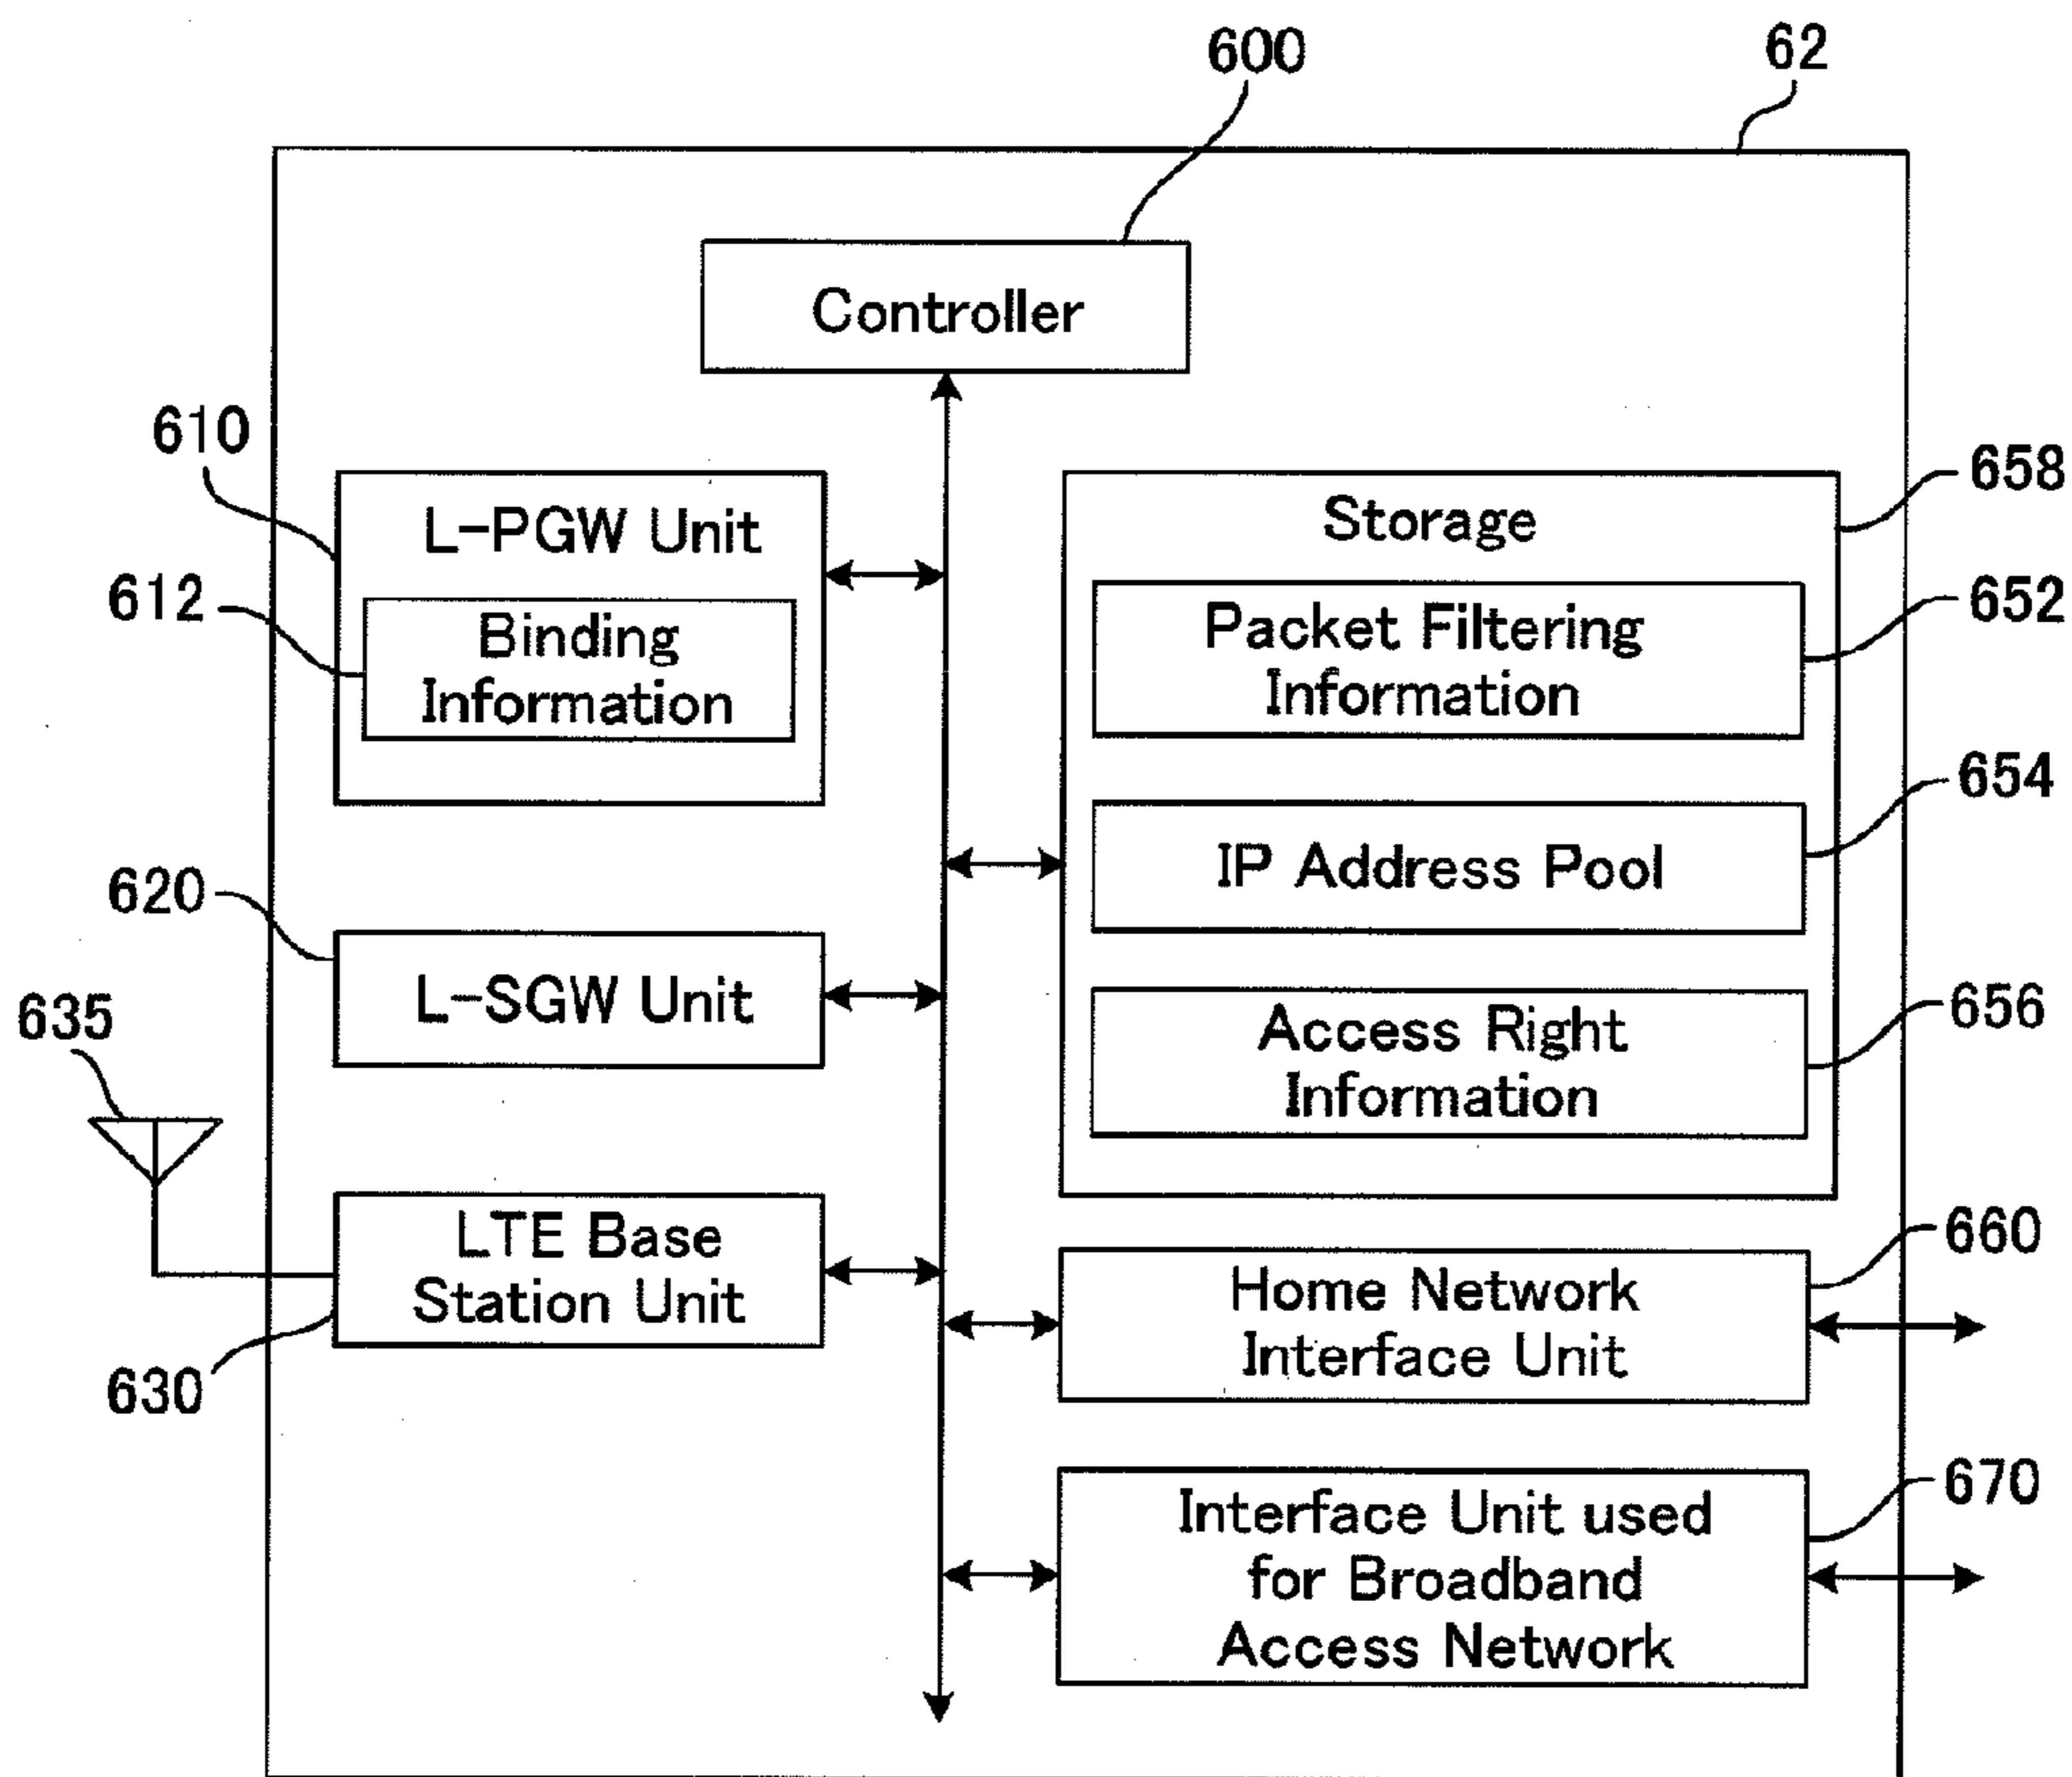 600
62
Controller
610
L-PGW Unit
612
Binding
Information
658
Storage
652
Packet Filtering
Information
654
IP Address Pool
620
L-SGW Unit
656
Access Right
Information
635
LTE Base
Station Unit
630
660
Home Network
Interface Unit
670
Interface Unit used
for Broadband
Access Network